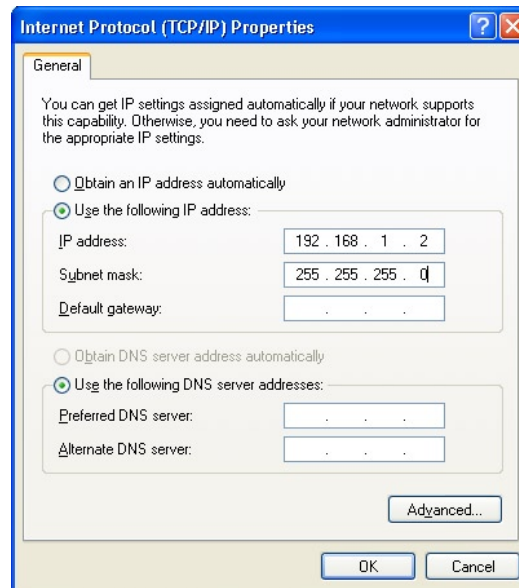 Internet Protocol (TCP/IP) Properties
General
You can get IP settings assigned automatically if your network supports
this capability. Otherwise, you need to ask your network administrator for
the appropriate IP settings.
Obtain an IP address automatically
Use the following IP address:
IP address: 192 . 168 . 1 . 2
Subnet mask: 255 . 255 . 255 . 0
Default gateway: . . .
Obtain DNS server address automatically
Use the following DNS server addresses:
Preferred DNS server: . . .
Alternate DNS server: . . .
Advanced...
OK Cancel